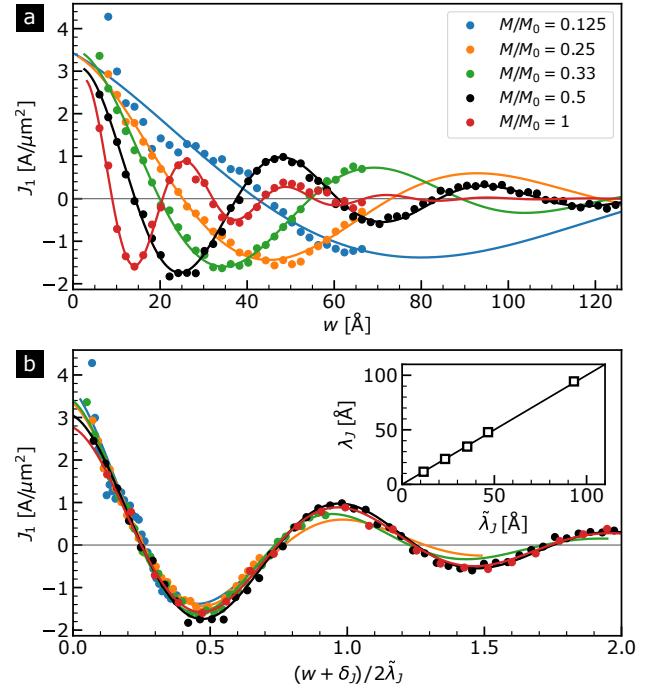 a
M/M₀ = 0.125
M/M₀ = 0.25
M/M₀ = 0.33
M/M₀ = 0.5
M/M₀ = 1
J₁ [A/μm²]
4
3
2
1
0
−1
−2
0 20 40 60 80 100 120
w [Å]
b
J₁ [A/μm²]
4
3
2
1
0
−1
−2
λ_J [Å]
100
50
0
0 50 100
λ̃_J [Å]
0.0 0.5 1.0 1.5 2.0
(w + δ_J)/2λ̃_J